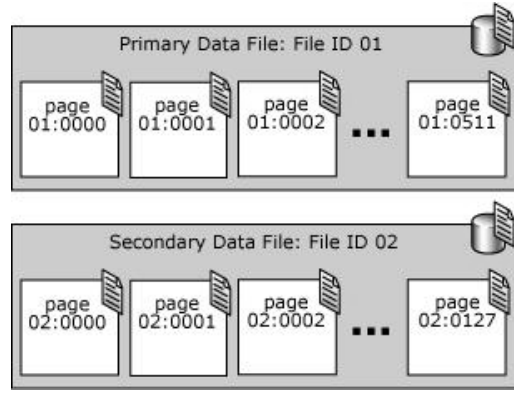 Primary Data File: File ID 01
page
01:0000
page
01:0001
page
01:0002
...
page
01:0511
Secondary Data File: File ID 02
page
02:0000
page
02:0001
page
02:0002
...
page
02:0127